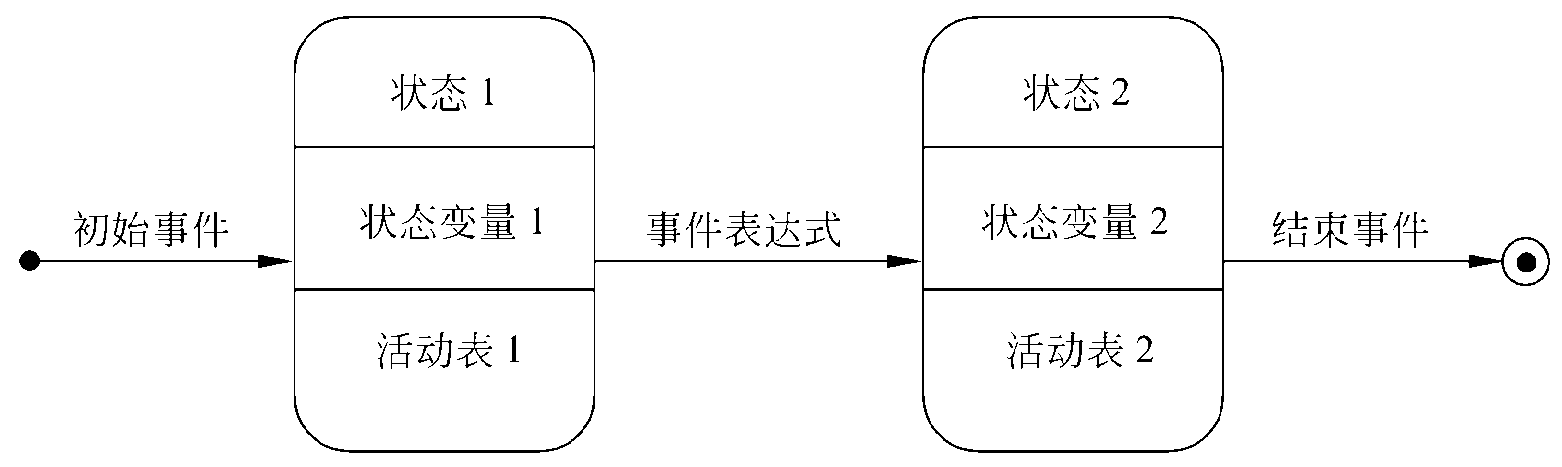 状态 1
状态 2
初始事件
状态变量 1
事件表达式
状态变量 2
结束事件
活动表 1
活动表 2